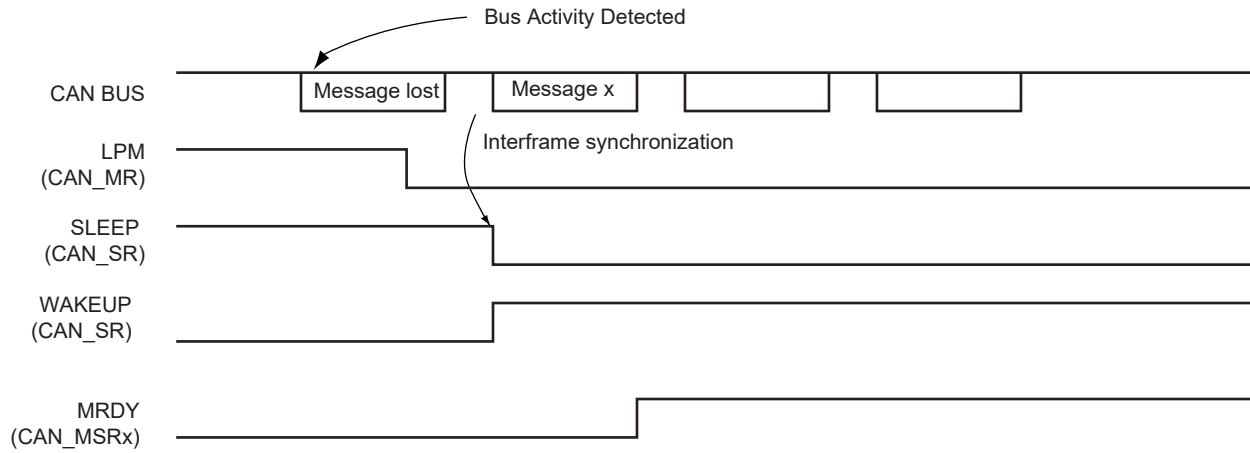 Bus Activity Detected
CAN BUS
Message lost
Message x
Interframe synchronization
LPM
(CAN_MR)
SLEEP
(CAN_SR)
WAKEUP
(CAN_SR)
MRDY
(CAN_MSRx)